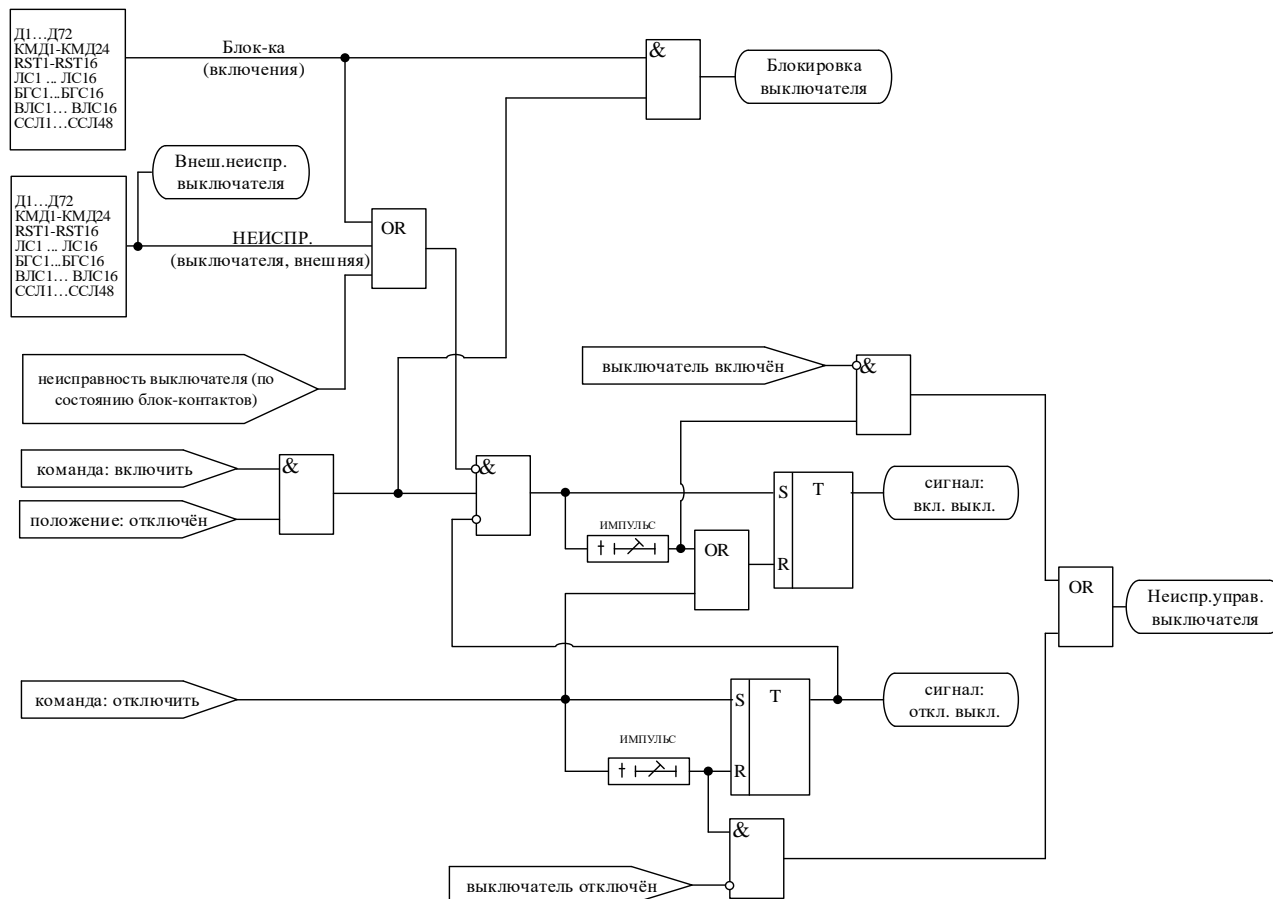 Д1…Д72
КМД1-КМД24
RST1-RST16
ЛС1 ... ЛС16
БГС1...БГС16
ВЛС1… ВЛС16
ССЛ1…ССЛ48
Блок-ка
(включения)
&
Блокировка
выключателя
Внеш.неиспр.
выключателя
Д1…Д72
КМД1-КМД24
RST1-RST16
ЛС1 ... ЛС16
БГС1...БГС16
ВЛС1… ВЛС16
ССЛ1…ССЛ48
НЕИСПР.
(выключателя, внешняя)
OR
неисправность выключателя (по
состоянию блок-контактов)
выключатель включён
&
команда: включить
положение: отключён
&
&
ИМПУЛЬС
OR
S
T
R
сигнал:
вкл. выкл.
OR
Неиспр.управ.
выключателя
команда: отключить
ИМПУЛЬС
S
T
R
сигнал:
откл. выкл.
&
выключатель отключён